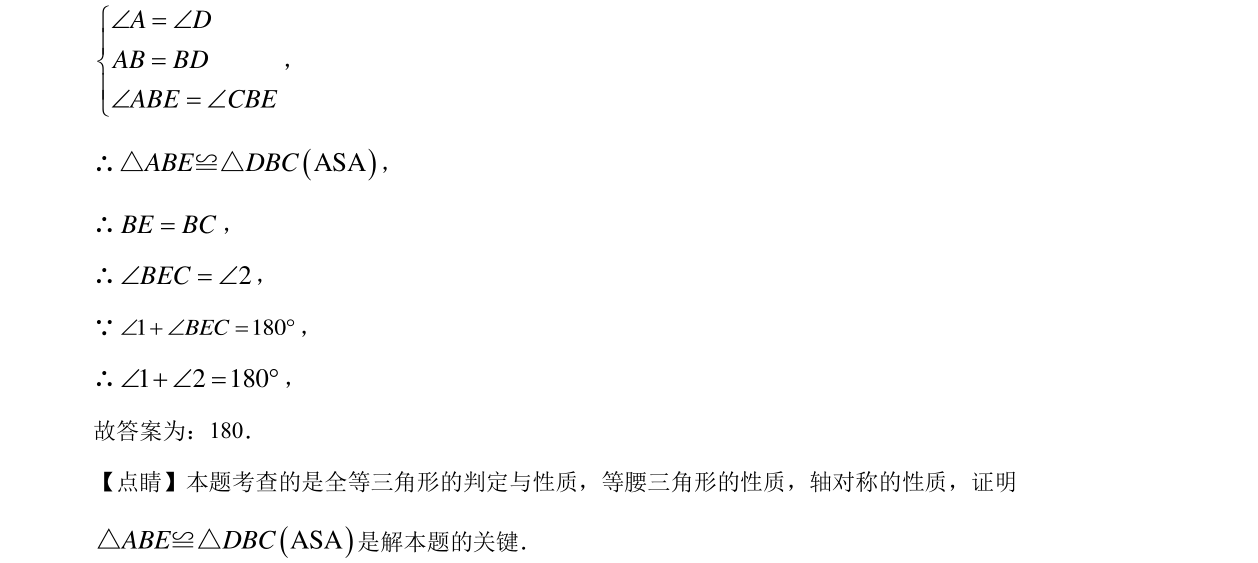 ∠A = ∠D
AB = BD ，
∠ABE = ∠CBE
∴ △ABE≌△DBC(ASA)，
∴ BE = BC ，
∴ ∠BEC = ∠2，
∵ ∠1+∠BEC =180°，
∴ ∠1+∠2 =180°，
故答案为：180．
【点睛】本题考查的是全等三角形的判定与性质，等腰三角形的性质，轴对称的性质，证明
△ABE≌△DBC(ASA)是解本题的关键．